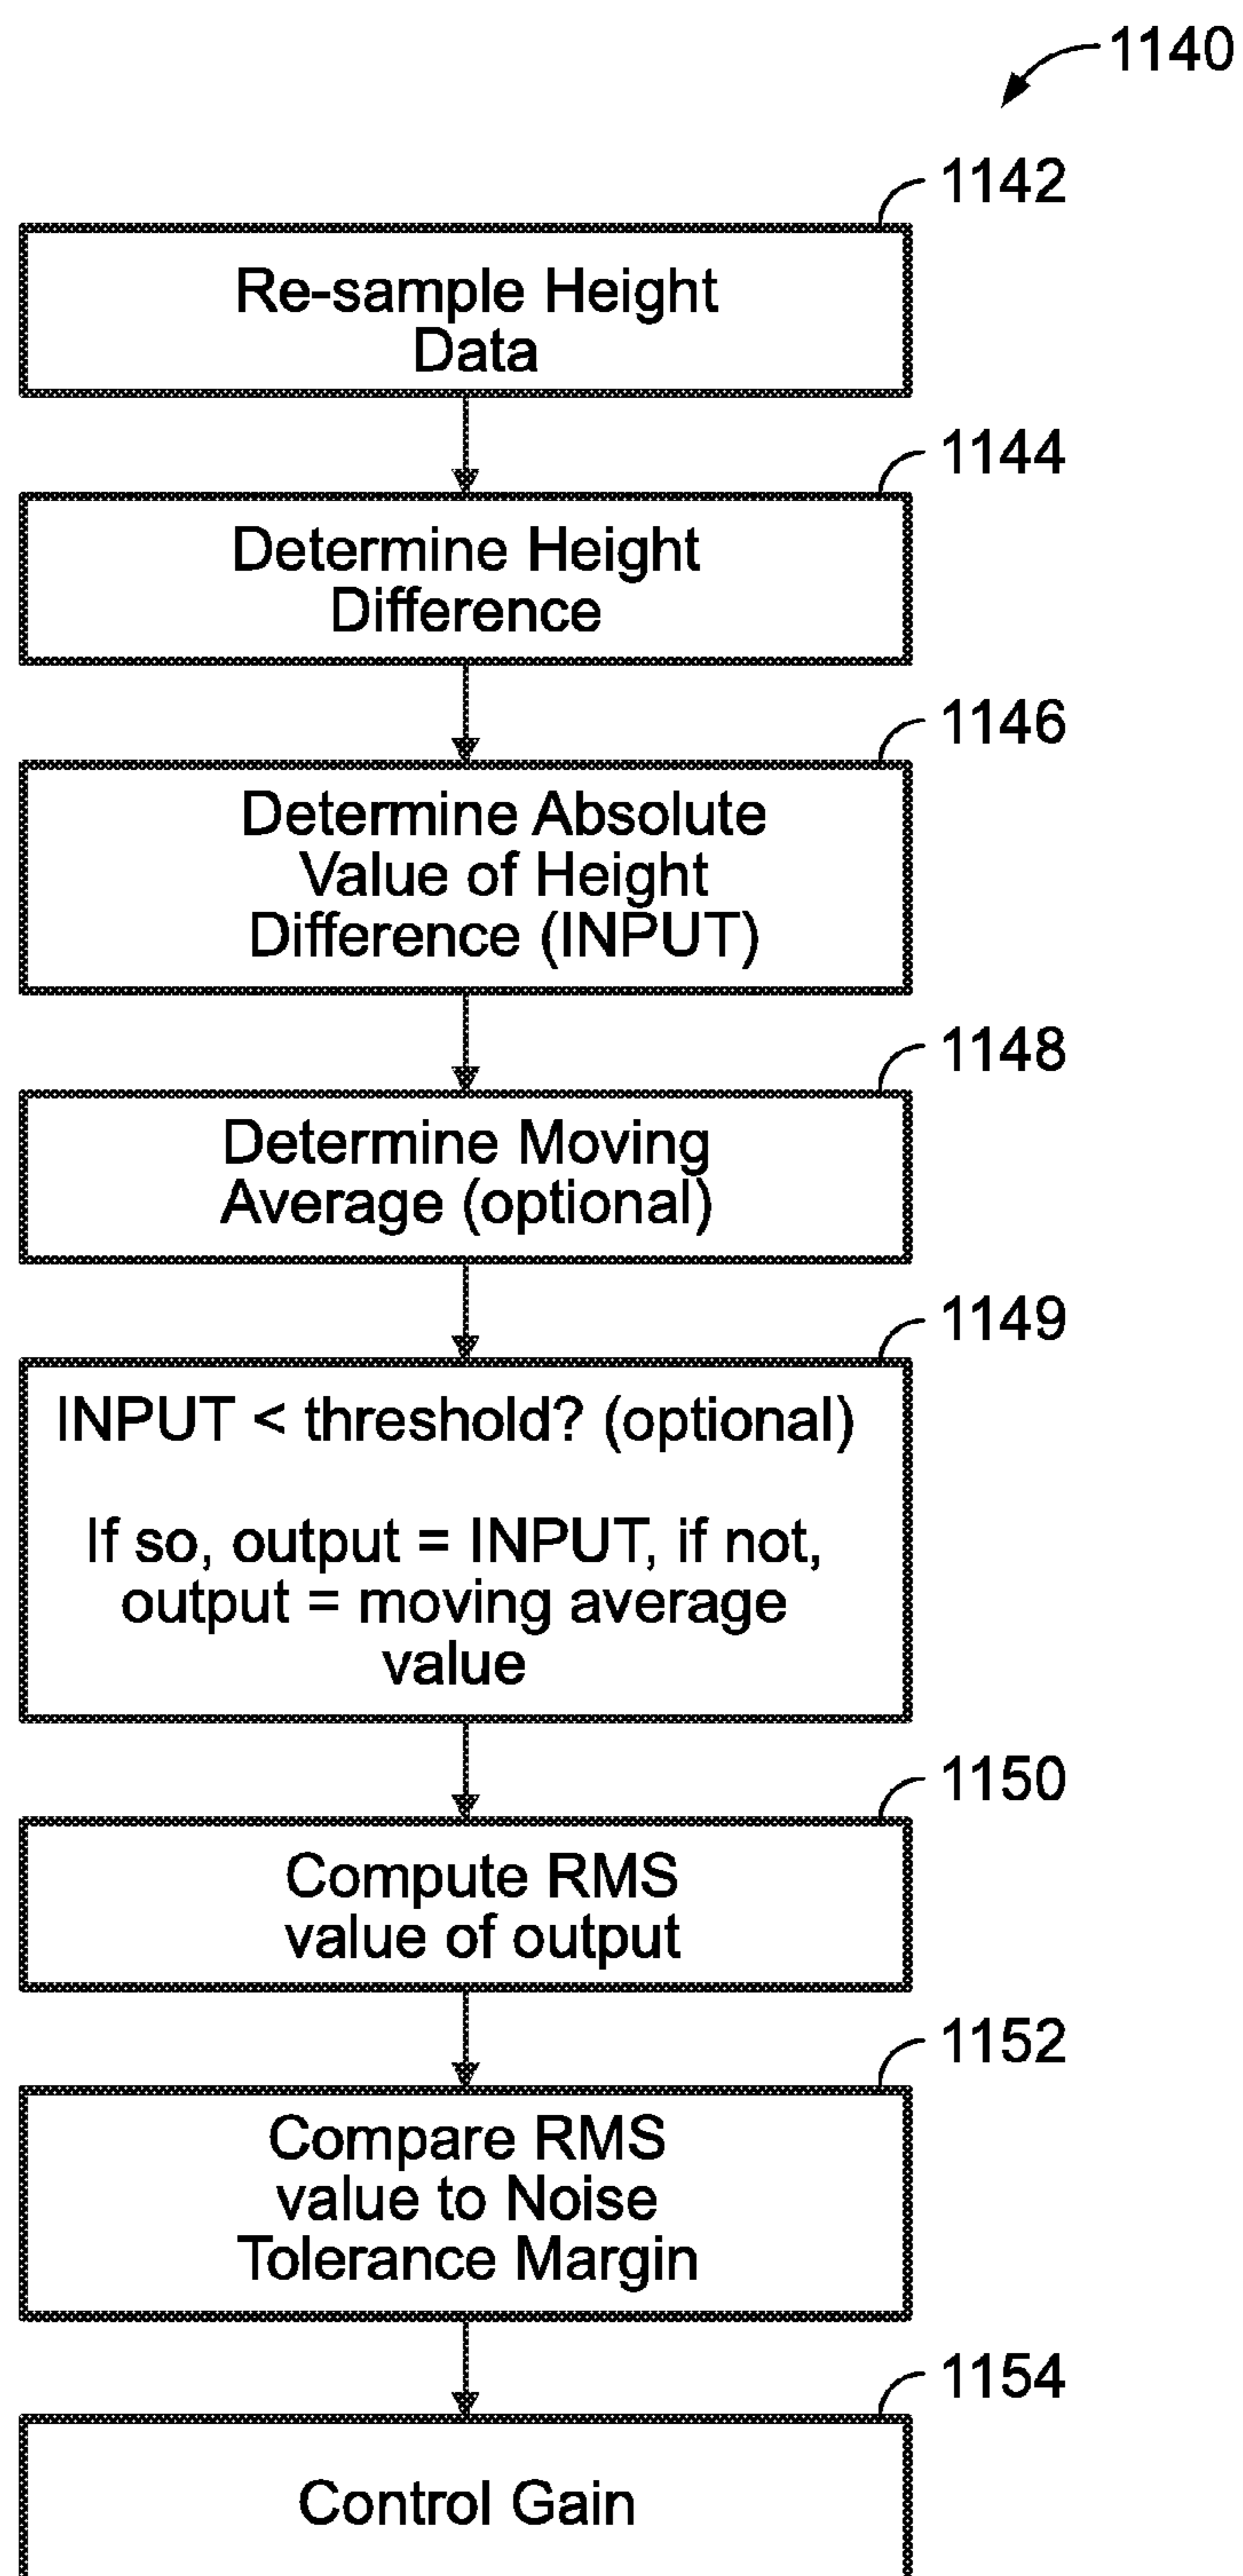 1140
1142
Re-sample Height
Data
1144
Determine Height
Difference
1146
Determine Absolute
Value of Height
Difference (INPUT)
1148
Determine Moving
Average (optional)
1149
INPUT < threshold? (optional)
If so, output = INPUT, if not,
output = moving average
value
1150
Compute RMS
value of output
1152
Compare RMS
value to Noise
Tolerance Margin
1154
Control Gain